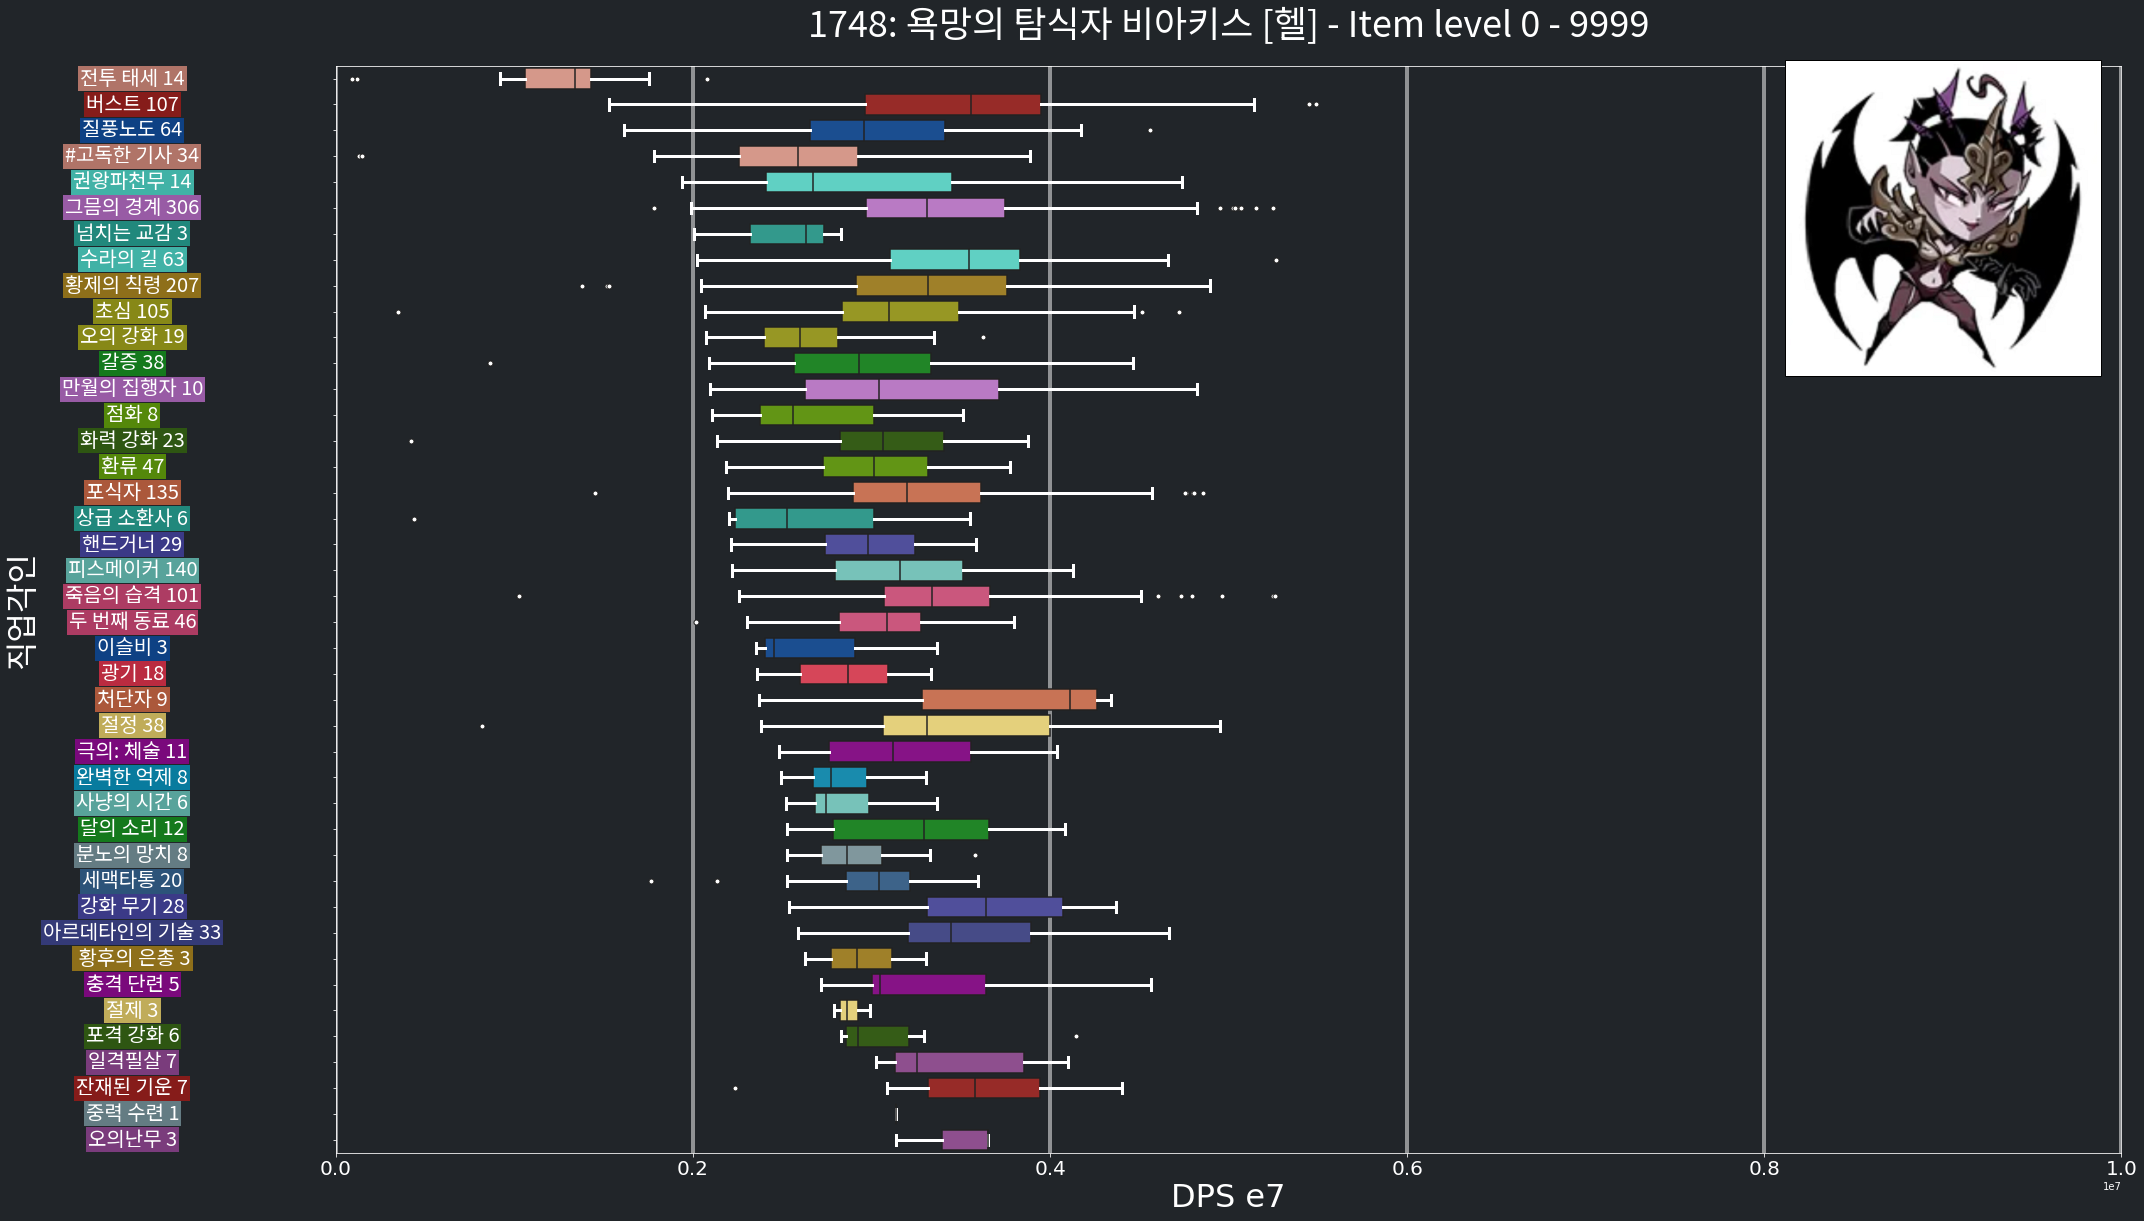 1748: 욕망의 탐식자 비아키스 [헬] - Item level 0 - 9999
전투 태세 14
버스트 107
질풍노도 64
#고독한 기사 34
권왕파천무 14
그믐의 경계 306
넘치는 교감 3
수라의 길 63
황제의 칙령 207
초심 105
오의 강화 19
갈증 38
만월의 집행자 10
점화 8
화력 강화 23
환류 47
포식자 135
상급 소환사 6
핸드거너 29
피스메이커 140
죽음의 습격 101
두 번째 동료 46
이슬비 3
광기 18
처단자 9
절정 38
극의: 체술 11
완벽한 억제 8
사냥의 시간 6
달의 소리 12
분노의 망치 8
세맥타통 20
강화 무기 28
아르데타인의 기술 33
황후의 은총 3
충격 단련 5
절제 3
포격 강화 6
일격필살 7
잔재된 기운 7
중력 수련 1
오의난무 3
직업각인
0.0 0.2 0.4 0.6 0.8 1.0
1e7
DPS e7